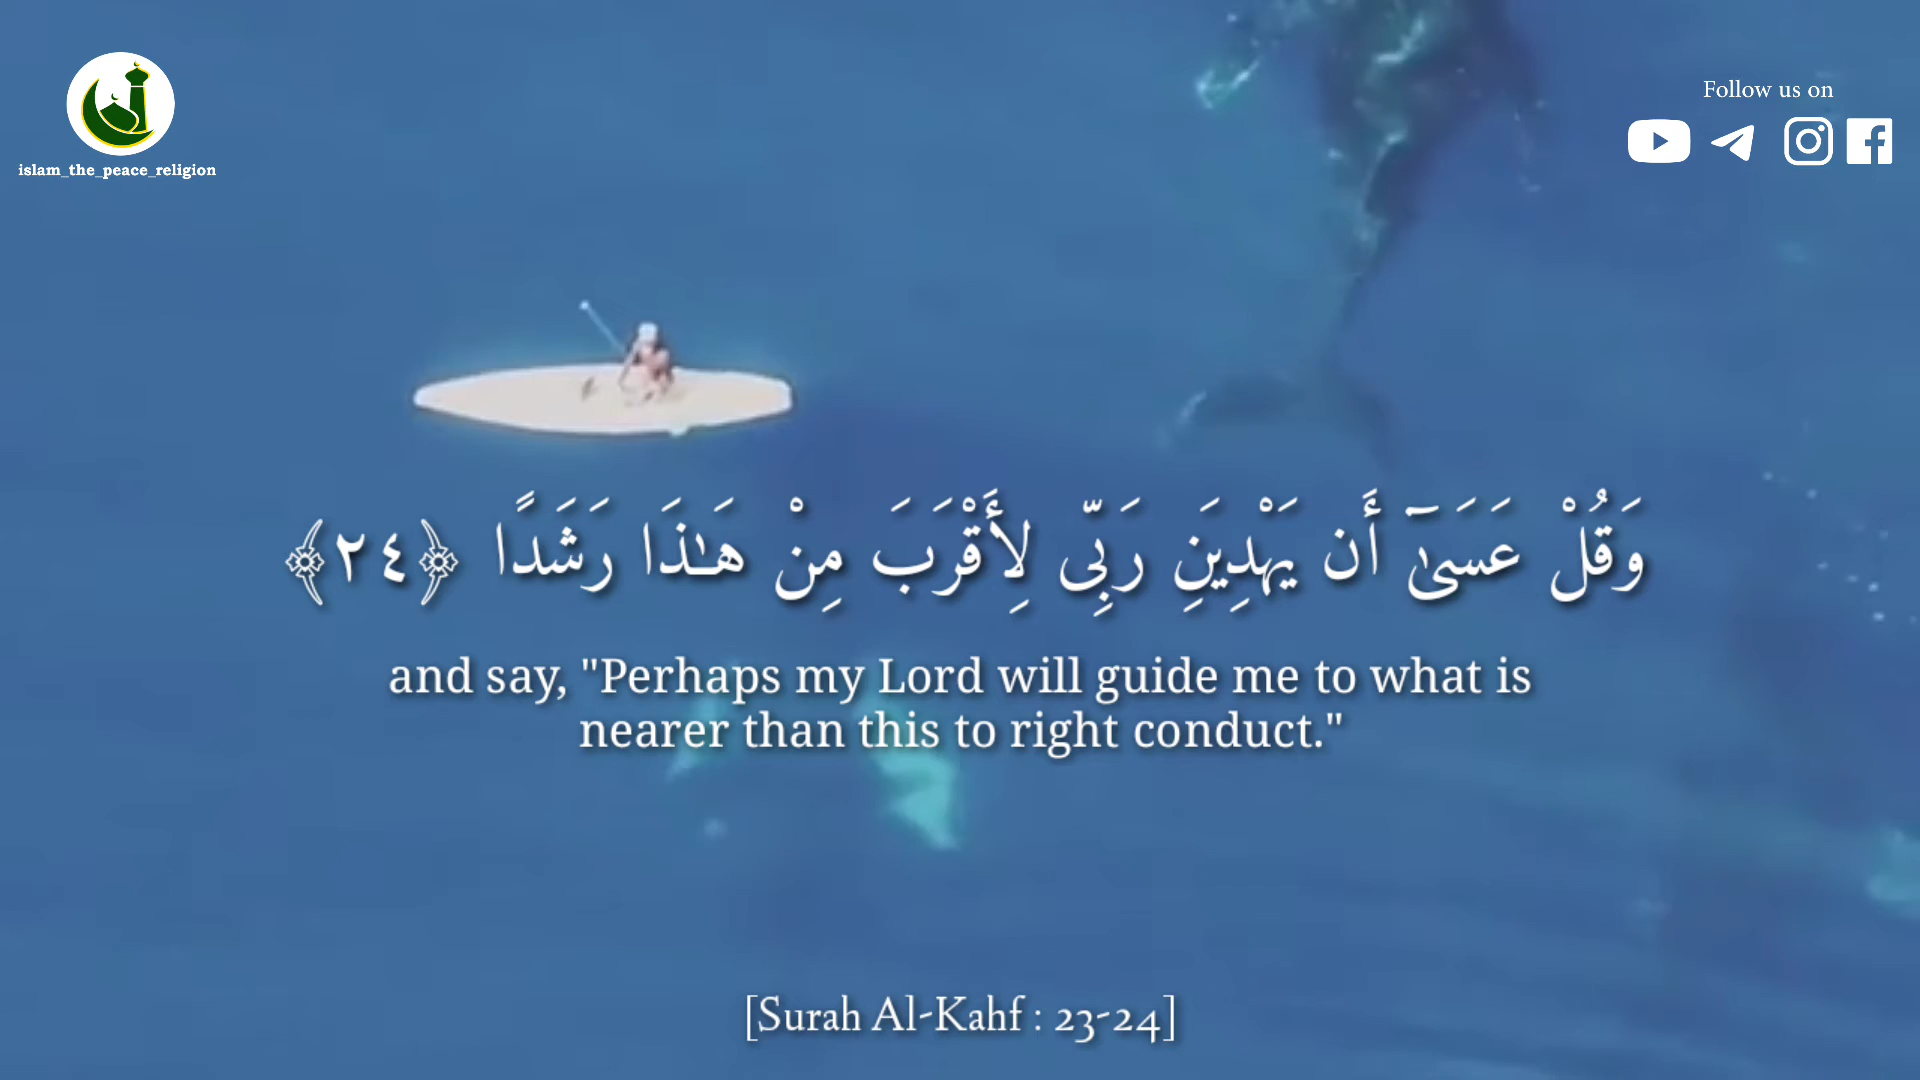 islam_the_peace_religion
Follow us on
وَقُلْ عَسَىٰٓ أَن يَهْدِيَنِ رَبِّى لِأَقْرَبَ مِنْ هَـٰذَا رَشَدًا ﴿٢٤﴾
and say, "Perhaps my Lord will guide me to what is
nearer than this to right conduct."
[Surah Al-Kahf : 23-24]